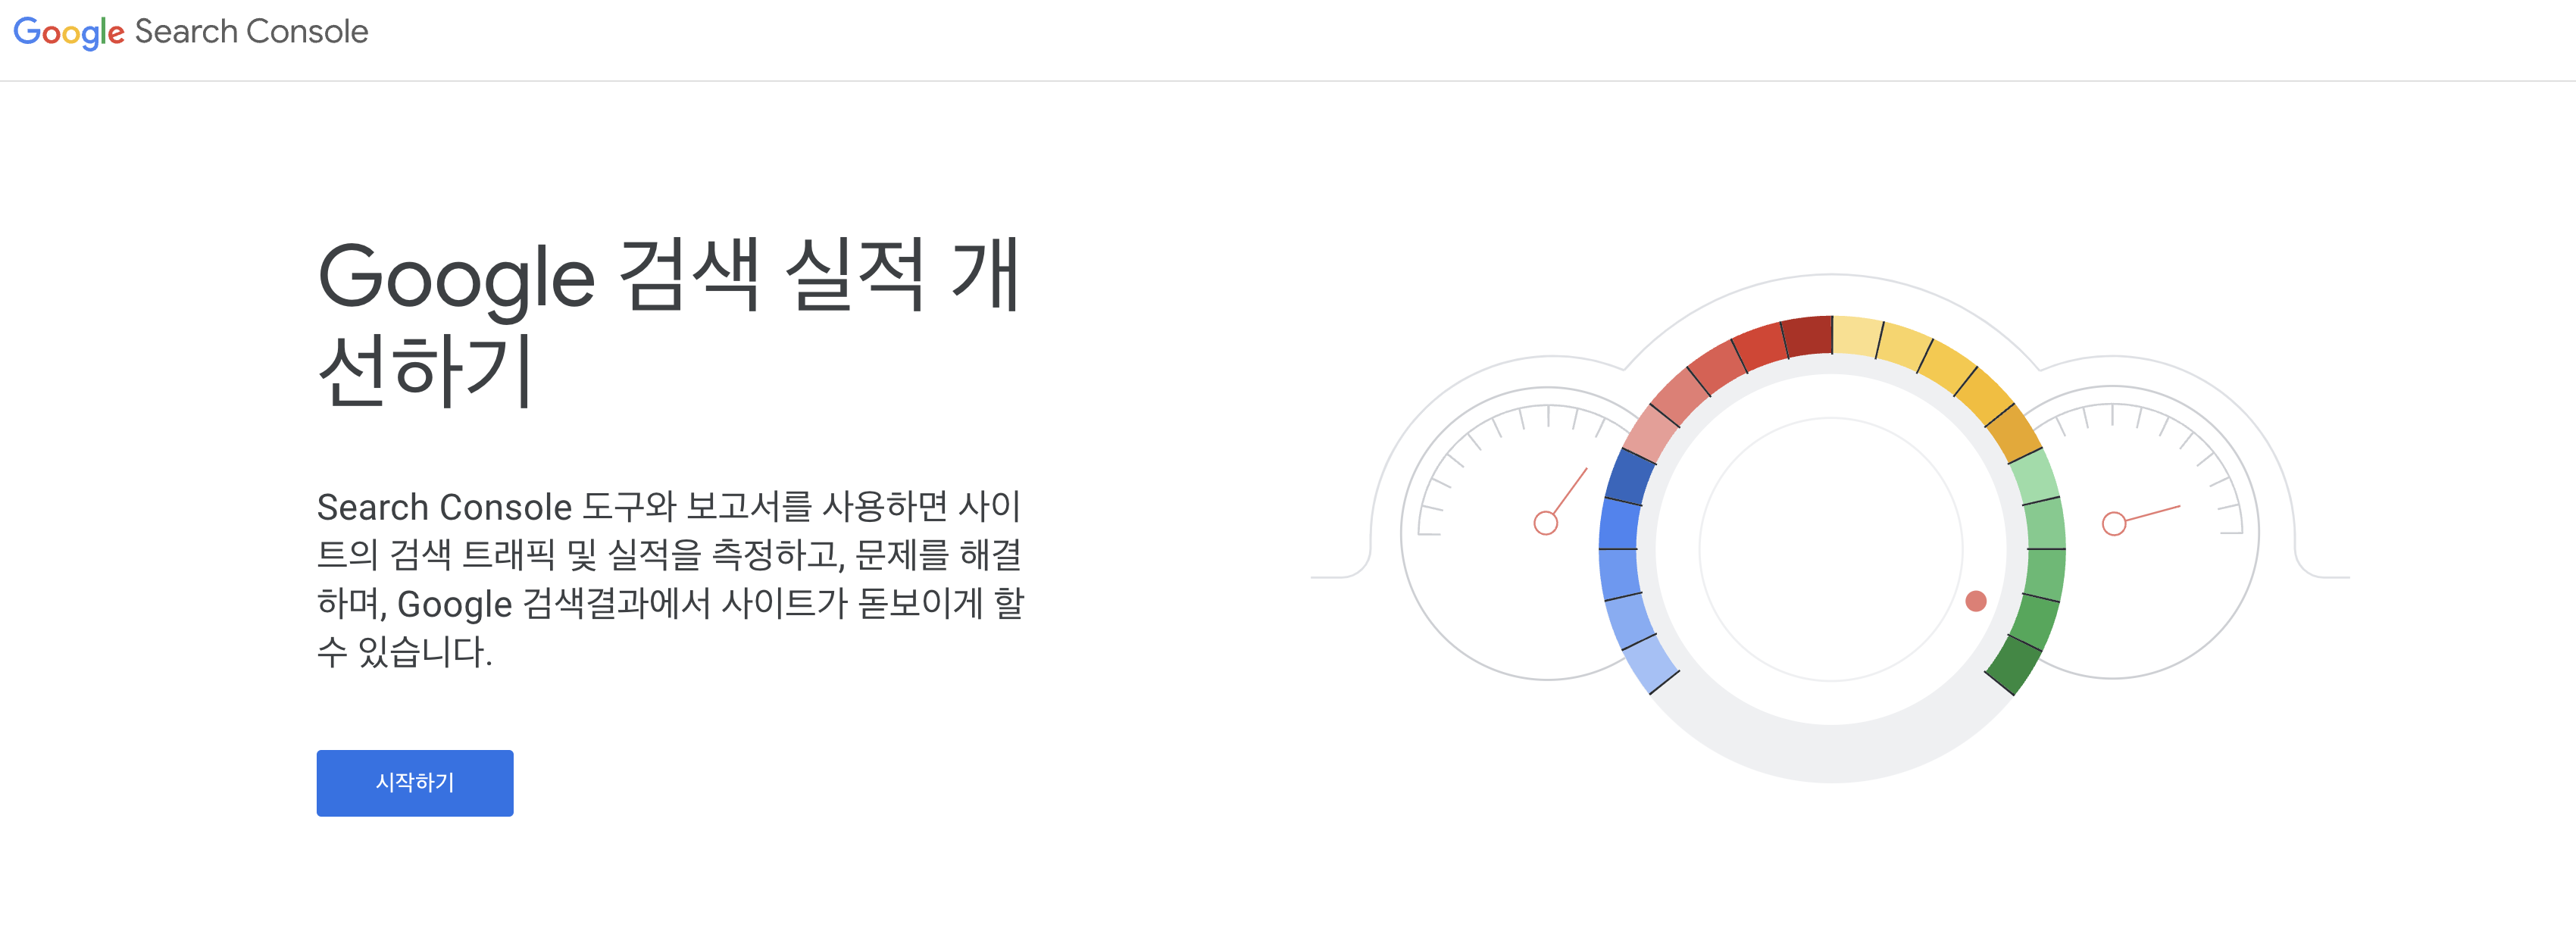 Google Search Console
Google 검색 실적 개
선하기
Search Console 도구와 보고서를 사용하면 사이
트의 검색 트래픽 및 실적을 측정하고, 문제를 해결
하며, Google 검색결과에서 사이트가 돋보이게 할
수 있습니다.
시작하기